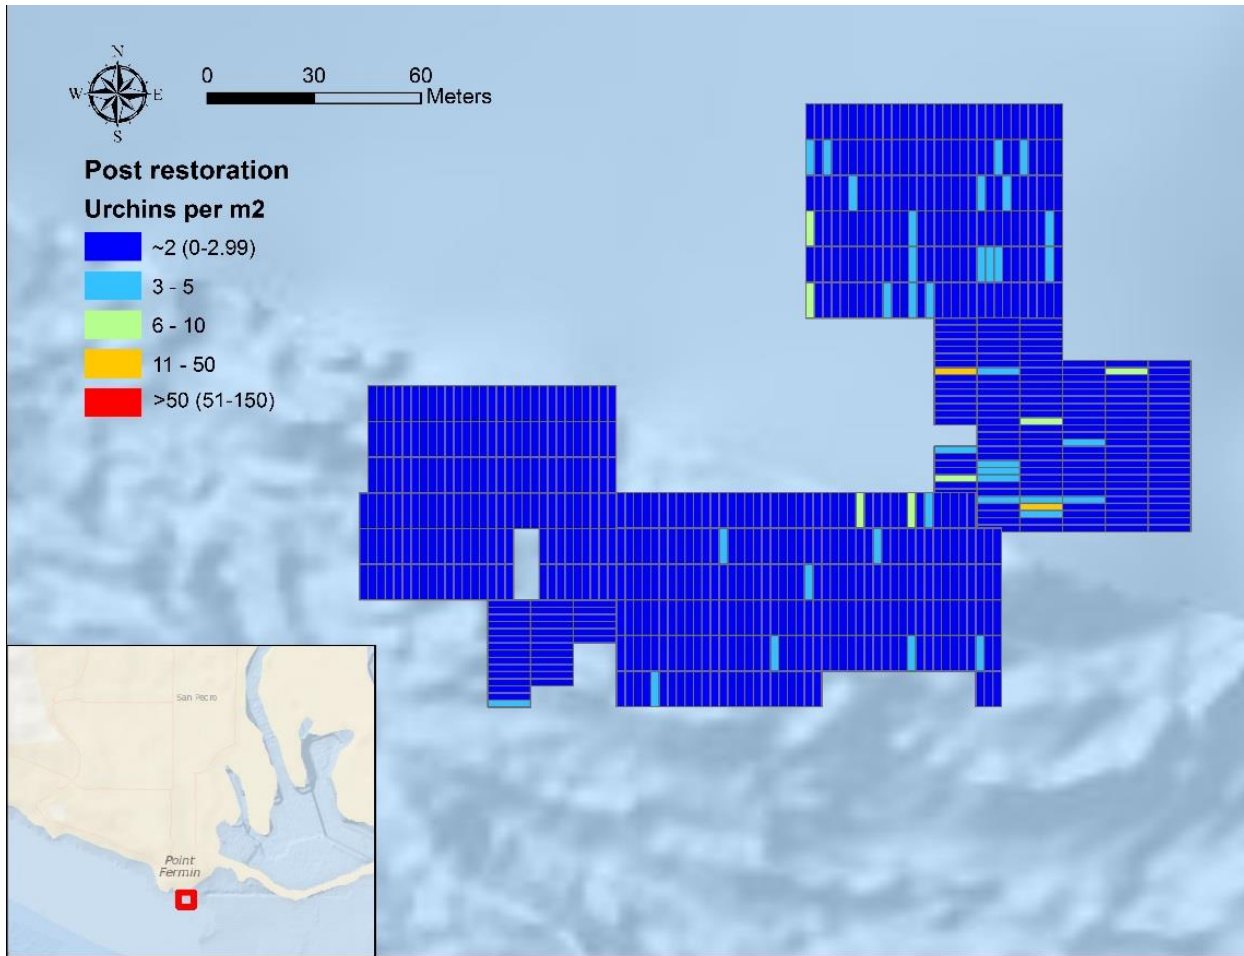 N
W E
S
0 30 60
Meters
Post restoration
Urchins per m2
~2 (0-2.99)
3 - 5
6 - 10
11 - 50
>50 (51-150)
San Pedro
Point
Fermin